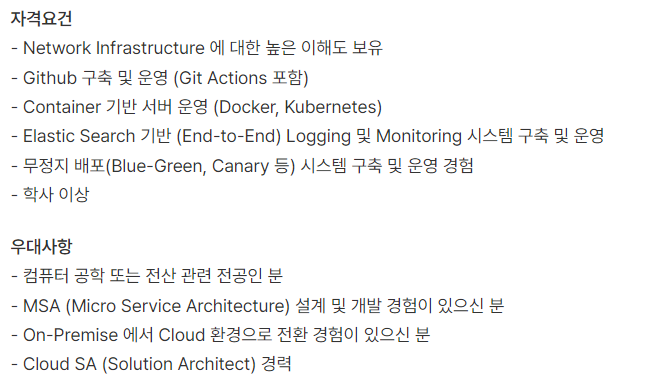 자격요건
- Network Infrastructure 에 대한 높은 이해도 보유
- Github 구축 및 운영 (Git Actions 포함)
- Container 기반 서버 운영 (Docker, Kubernetes)
- Elastic Search 기반 (End-to-End) Logging 및 Monitoring 시스템 구축 및 운영
- 무정지 배포(Blue-Green, Canary 등) 시스템 구축 및 운영 경험
- 학사 이상
우대사항
- 컴퓨터 공학 또는 전산 관련 전공인 분
- MSA (Micro Service Architecture) 설계 및 개발 경험이 있으신 분
- On-Premise 에서 Cloud 환경으로 전환 경험이 있으신 분
- Cloud SA (Solution Architect) 경력